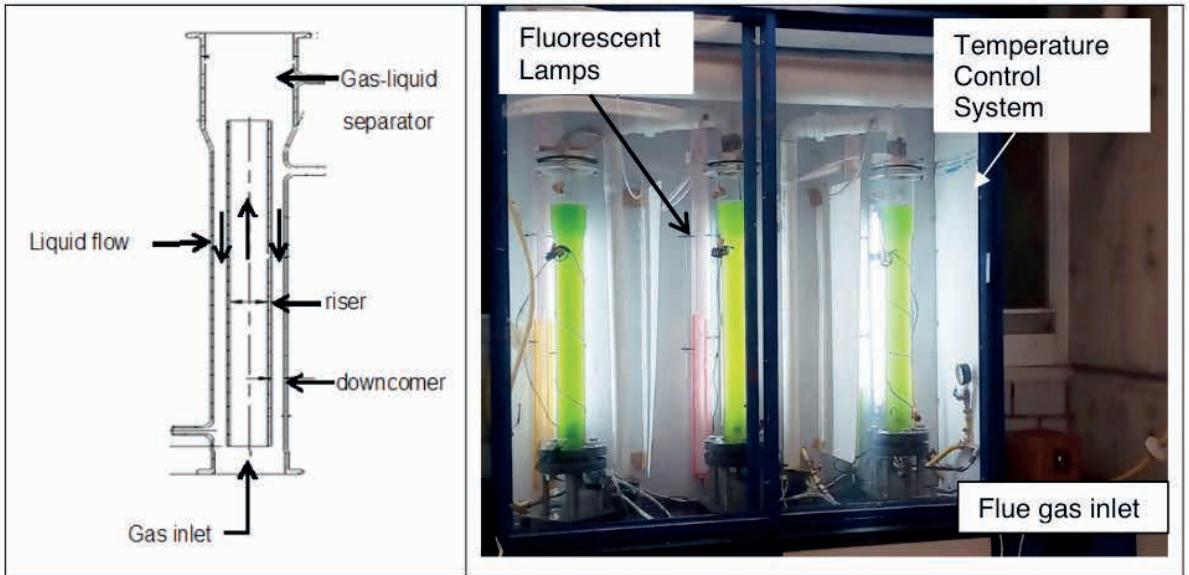 Gas-liquid
separator
Liquid flow
riser
downcomer
Gas inlet
Fluorescent
Lamps
Temperature
Control
System
Flue gas inlet